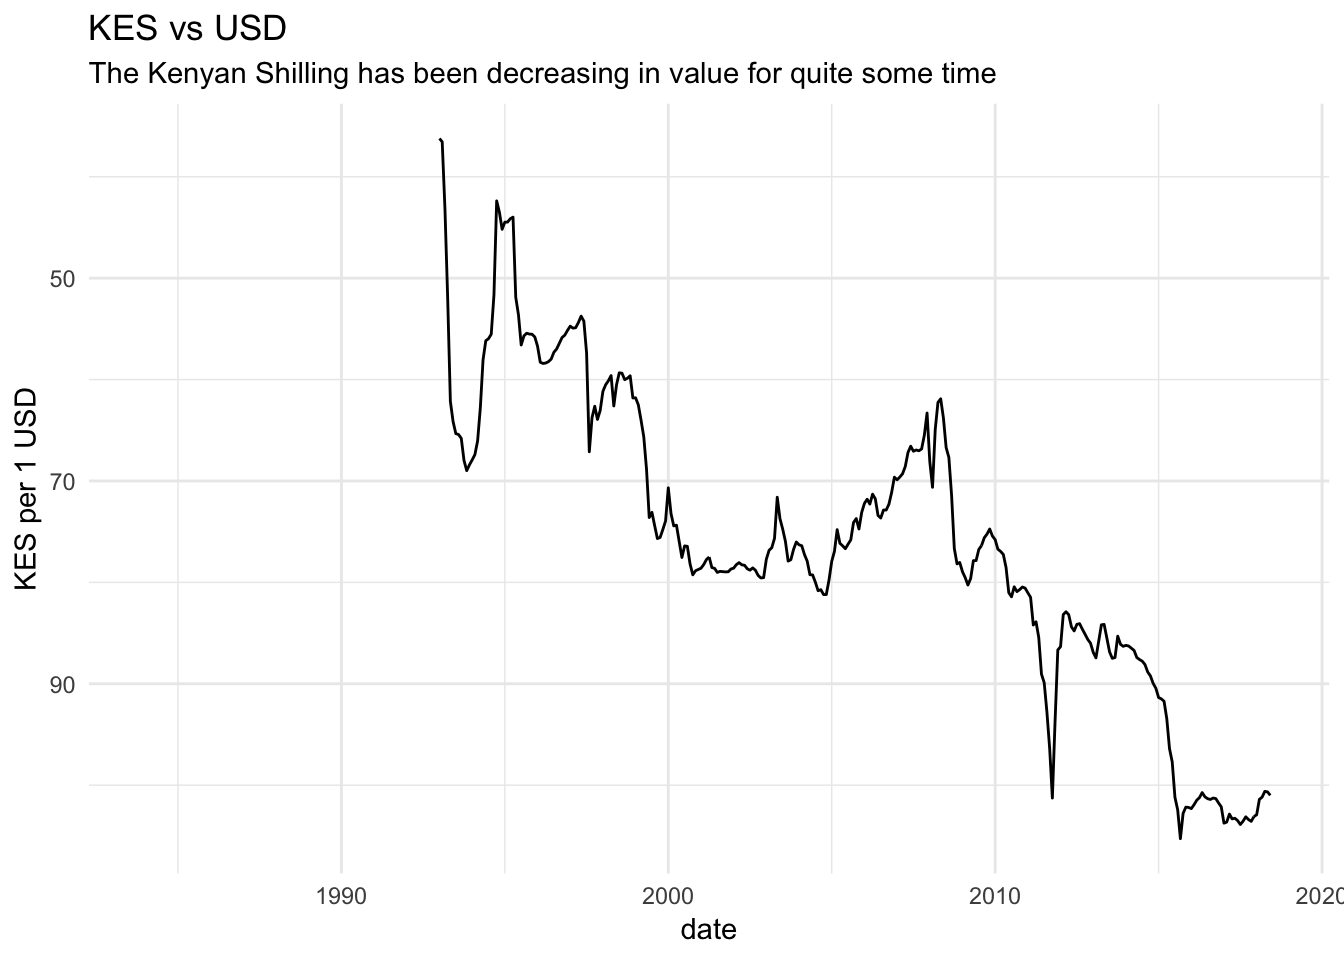 KES vs USD
The Kenyan Shilling has been decreasing in value for quite some time
KES per 1 USD
50
70
90
1990
2000
2010
2020
date